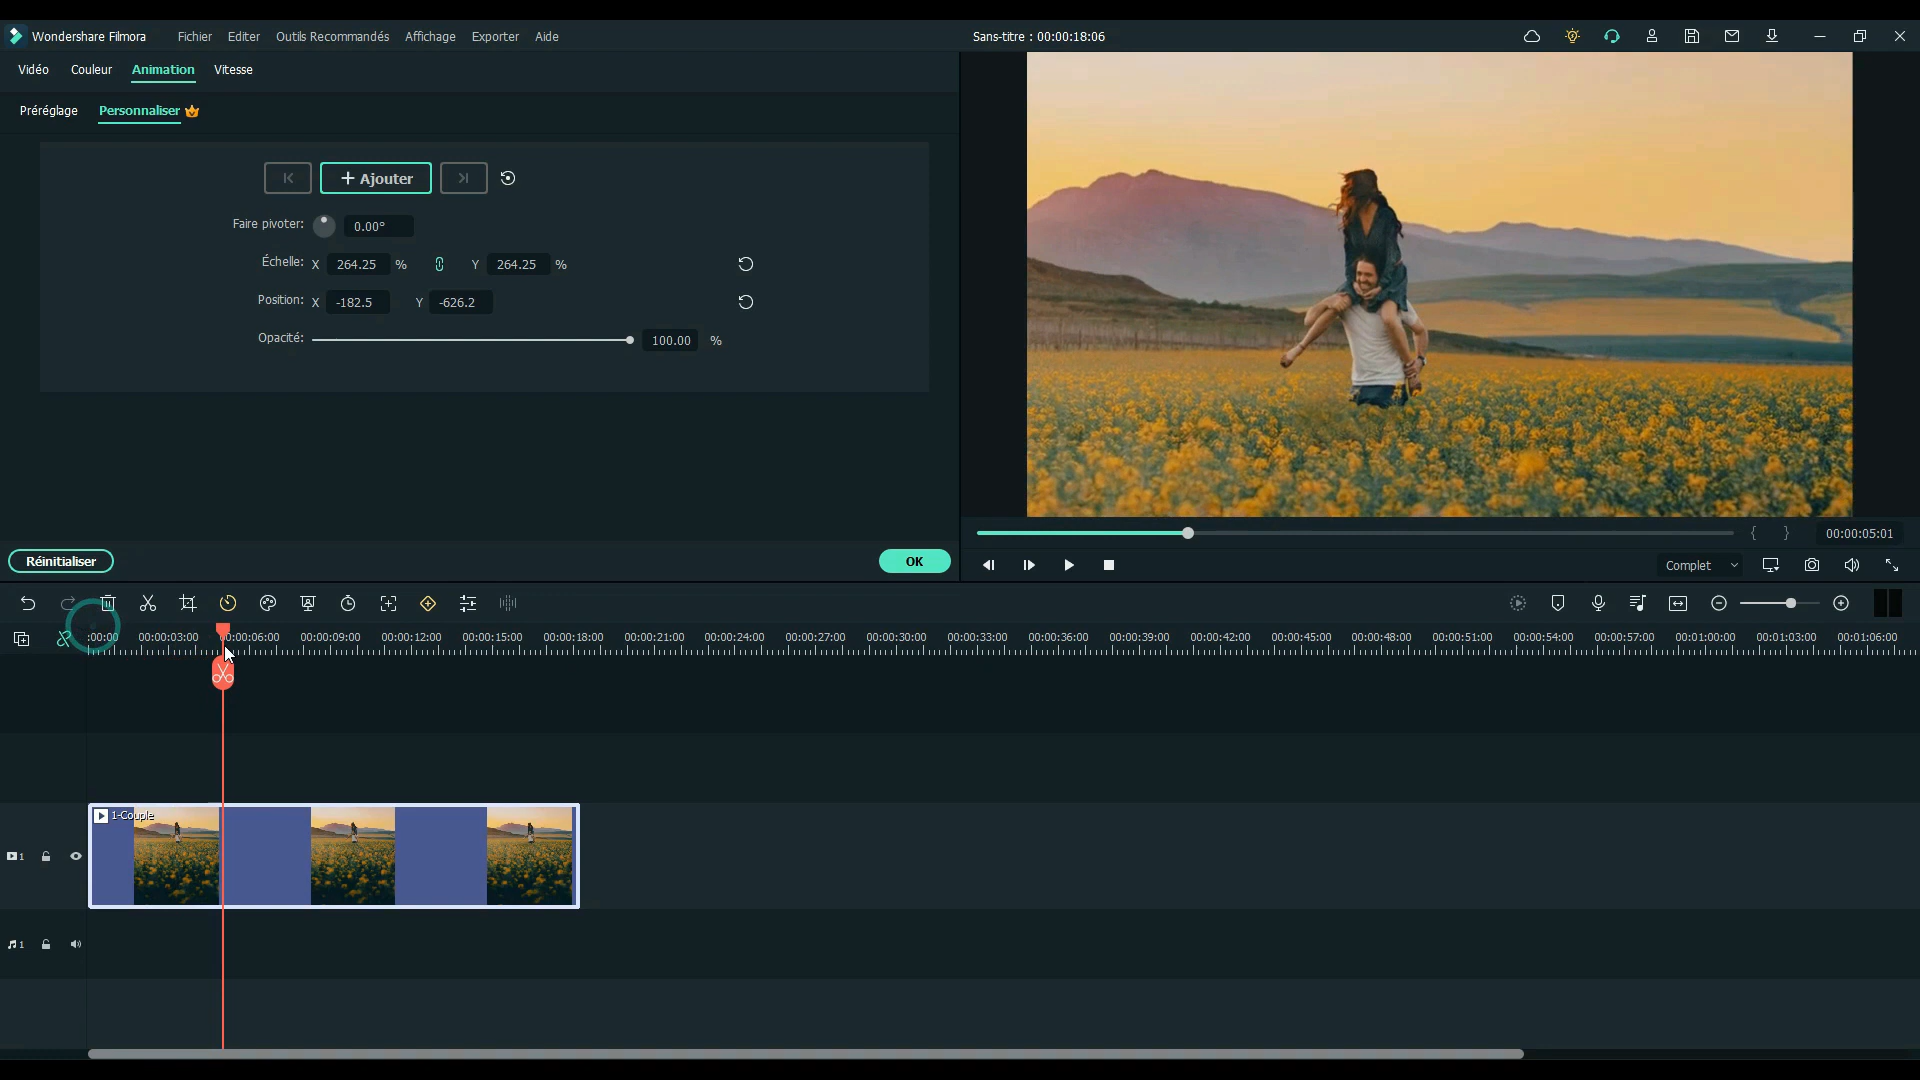 Wondershare Filmora Fichier Editer Outils Recommandés Affichage Exporter Aide Sans-titre : 00:00:18:06
Vidéo Couleur Animation Vitesse
Préréglage Personnaliser
+ Ajouter
Faire pivoter: 0.00°
Échelle: X 264.25 % Y 264.25 %
Position: X -182.5 Y -626.2
Opacité: 100.00 %
{ } 00:00:05:01
Réinitialiser OK
Complet
:00:00 00:00:03:00 00:00:06:00 00:00:09:00 00:00:12:00 00:00:15:00 00:00:18:00 00:00:21:00 00:00:24:00 00:00:27:00 00:00:30:00 00:00:33:00 00:00:36:00 00:00:39:00 00:00:42:00 00:00:45:00 00:00:48:00 00:00:51:00 00:00:54:00 00:00:57:00 00:01:00:00 00:01:03:00 00:01:06:00
1-Couple
1
1